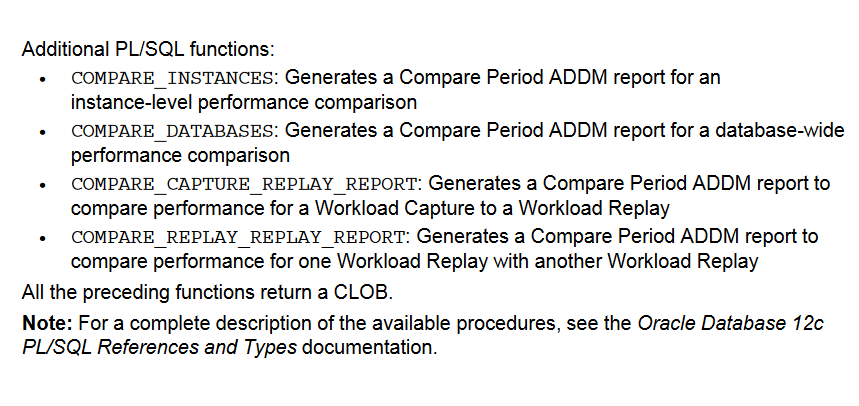 Additional PL/SQL functions:
• COMPARE_INSTANCES: Generates a Compare Period ADDM report for an
instance-level performance comparison
• COMPARE_DATABASES: Generates a Compare Period ADDM report for a database-wide
performance comparison
• COMPARE_CAPTURE_REPLAY_REPORT: Generates a Compare Period ADDM report to
compare performance for a Workload Capture to a Workload Replay
• COMPARE_REPLAY_REPLAY_REPORT: Generates a Compare Period ADDM report to
compare performance for one Workload Replay with another Workload Replay
All the preceding functions return a CLOB.
Note: For a complete description of the available procedures, see the Oracle Database 12c
PL/SQL References and Types documentation.